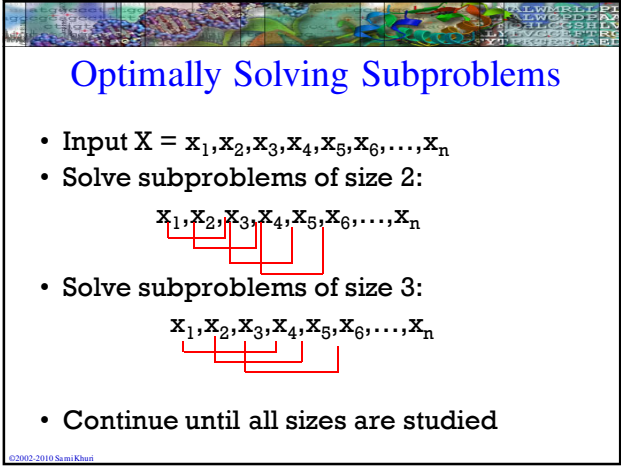 Optimally Solving Subproblems
• Input X = x₁,x₂,x₃,x₄,x₅,x₆,…,xₙ
• Solve subproblems of size 2:
x₁,x₂,x₃,x₄,x₅,x₆,…,xₙ
• Solve subproblems of size 3:
x₁,x₂,x₃,x₄,x₅,x₆,…,xₙ
• Continue until all sizes are studied
©2002-2010 Sami Khuri